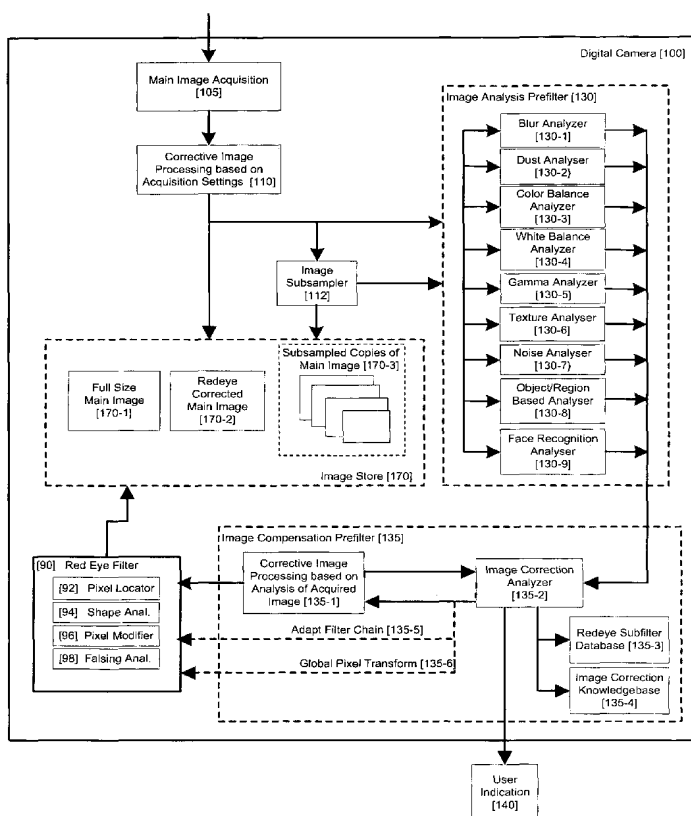 Digital Camera [100]
Main Image Acquisition
[105]
Corrective Image
Processing based on
Acquisition Settings [110]
Image
Subsampler
[112]
Image Analysis Prefilter [130]
Blur Analyzer
[130-1]
Dust Analyser
[130-2}
Color Balance
Analyzer
[130-3]
White Balance
Analyzer
[130-4]
Gamma Analyzer
[130-5]
Texture Analyser
[130-6]
Noise Analyser
[130-7}
Object/Region
Based Analyser
[130-8]
Face Recognition
Analyser
[130-9]
Full Size
Main Image
[170-1]
Redeye
Corrected
Main Image
[170-2]
Subsampled Copies of
Main Image [170-3]
Image Store [170]
Image Compensation Prefilter [135]
[90] Red Eye Filter
[92] Pixel Locator
[94] Shape Anal.
[96] Pixel Modifier
[98] Falsing Anal.
Corrective Image
Processing based on
Analysis of Acquired
Image [135-1]
Image Correction
Analyzer
[135-2]
Adapt Filter Chain [135-5]
Global Pixel Transform [135-6]
Redeye Subfilter
Database [135-3]
Image Correction
Knowledgebase
[135-4]
User
Indication
[140]